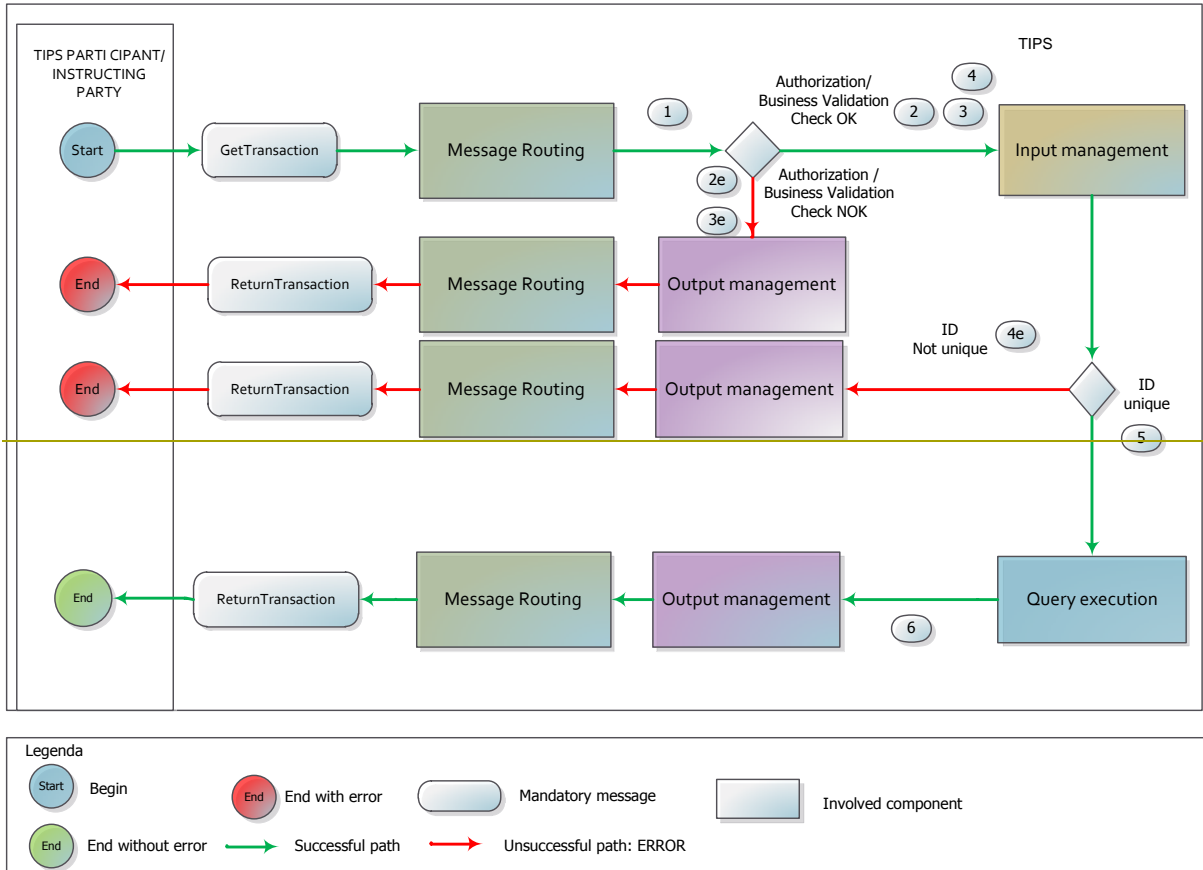 TIPS PARTI CIPANT/
INSTRUCTING
PARTY
TIPS
Start
GetTransaction
Message Routing
1
Authorization/
Business Validation
Check OK
2
3
4
Input management
2e
3e
Authorization /
Business Validation
Check NOK
End
ReturnTransaction
Message Routing
Output management
End
ReturnTransaction
Message Routing
Output management
ID
Not unique
4e
ID
unique
5
End
ReturnTransaction
Message Routing
Output management
6
Query execution
Legenda
Start
Begin
End
End with error
Mandatory message
Involved component
End
End without error
Successful path
Unsuccessful path: ERROR